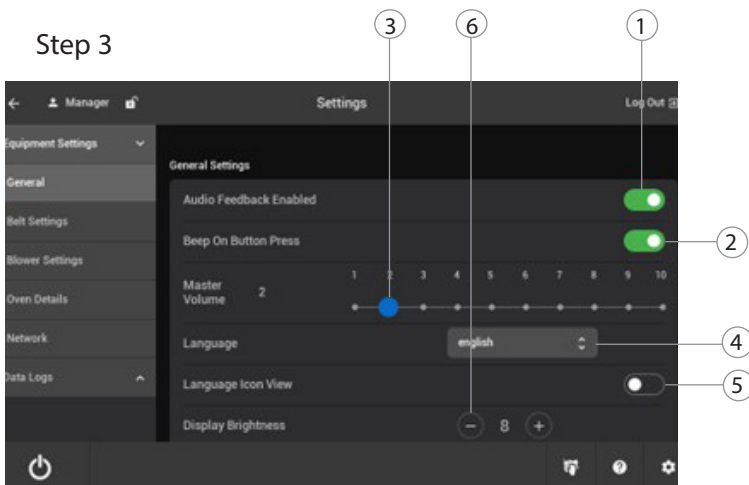 Step 3
3 6 1
Manager Settings Log Out
Equipment Settings
General Settings
General
Audio Feedback Enabled
Belt Settings
Beep On Button Press
2
Blower Settings
1 2 3 4 5 6 7 8 9 10
Master
Volume 2
Oven Details
Network
Language english
4
Data Logs
Language Icon View
5
Display Brightness 8